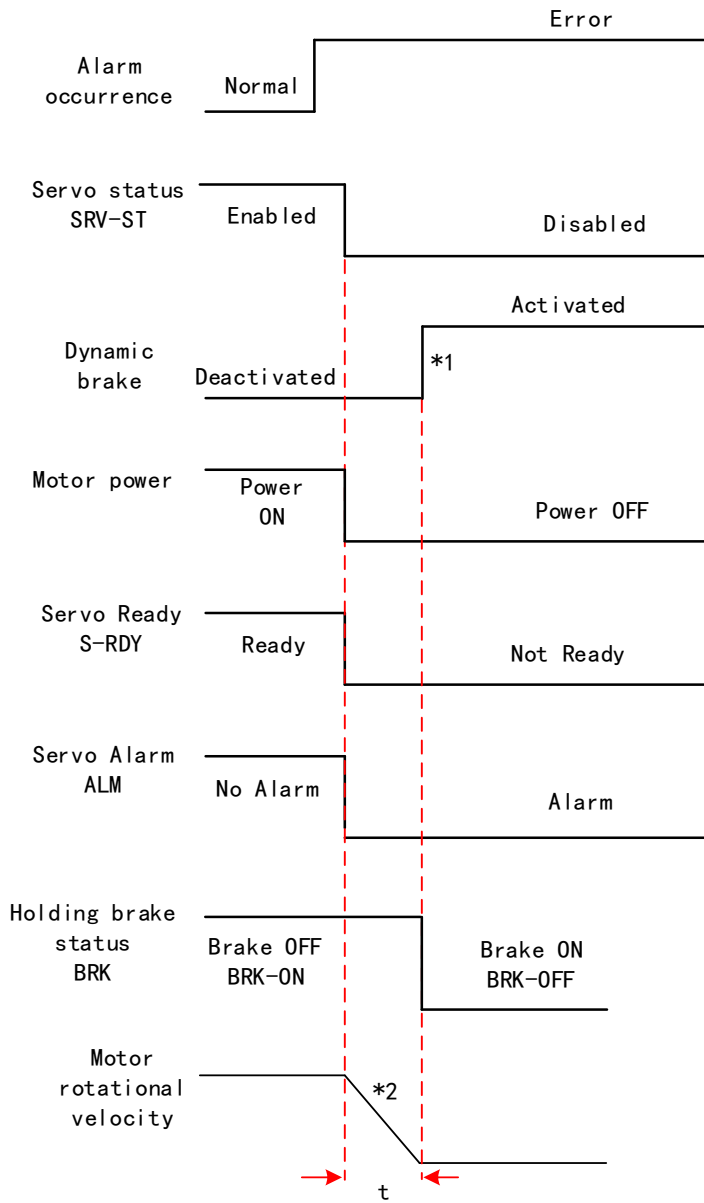 Error
Alarm
occurrence
Normal
Servo status
SRV-ST
Enabled
Disabled
Activated
Dynamic
brake
Deactivated
*1
Motor power
Power
ON
Power OFF
Servo Ready
S-RDY
Ready
Not Ready
Servo Alarm
ALM
No Alarm
Alarm
Holding brake
status
BRK
Brake OFF
BRK-ON
Brake ON
BRK-OFF
Motor
rotational
velocity
*2
t